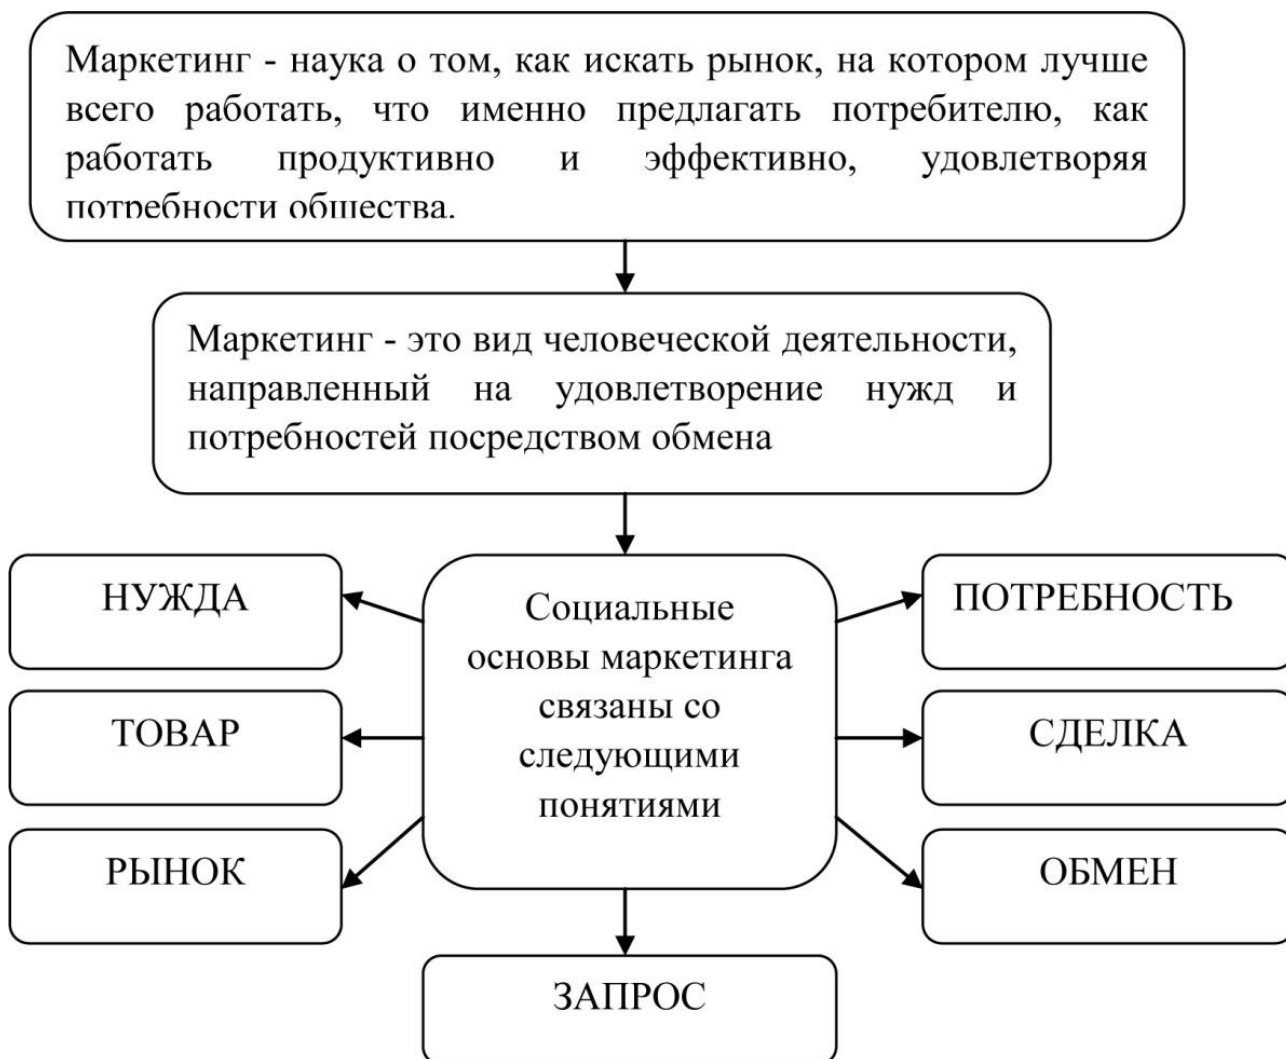 Маркетинг - наука о том, как искать рынок, на котором лучше
всего работать, что именно предлагать потребителю, как
работать продуктивно и эффективно, удовлетворяя
потребности общества.
Маркетинг - это вид человеческой деятельности,
направленный на удовлетворение нужд и
потребностей посредством обмена
НУЖДА
ТОВАР
РЫНОК
Социальные
основы маркетинга
связаны со
следующими
понятиями
ПОТРЕБНОСТЬ
СДЕЛКА
ОБМЕН
ЗАПРОС